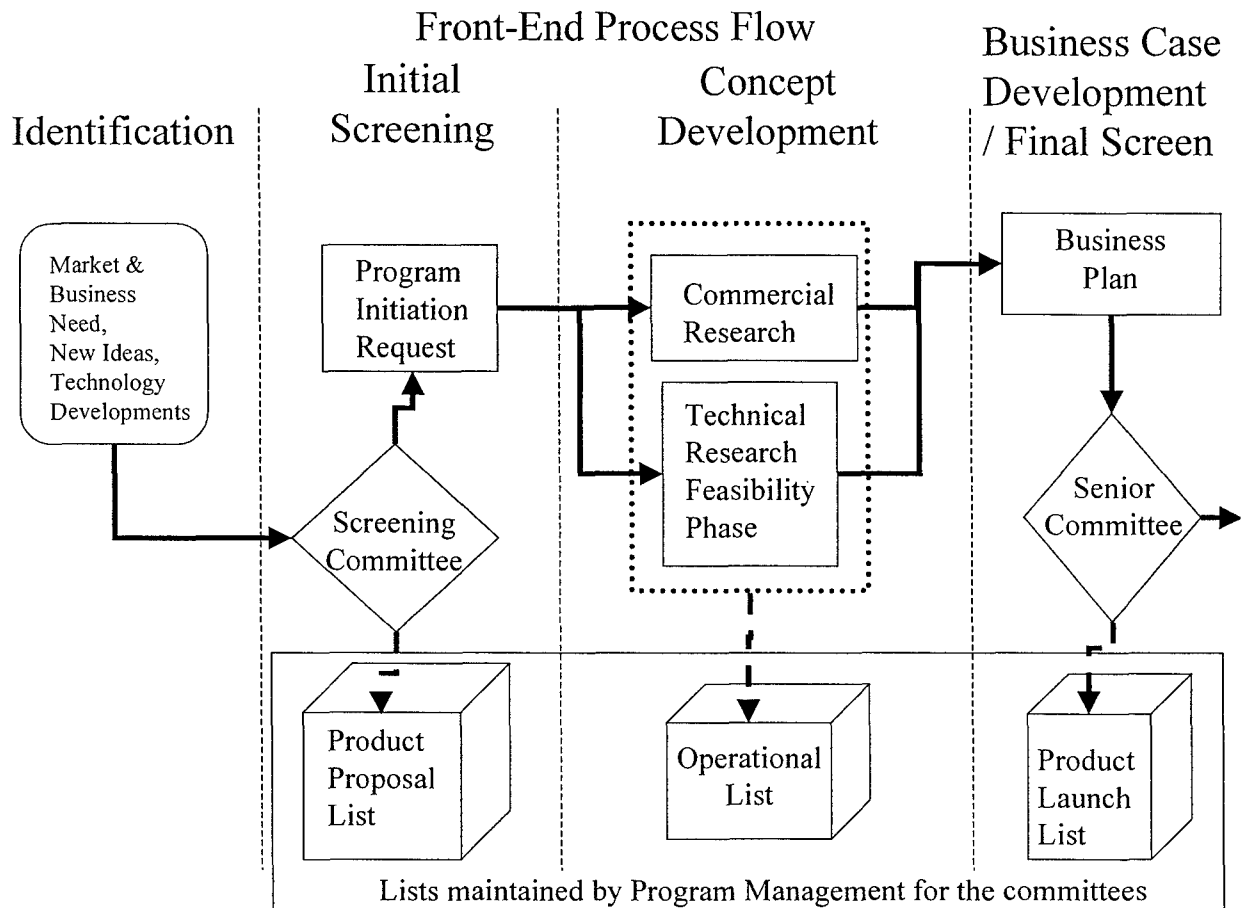 Front-End Process Flow
Identification
Initial
Screening
Concept
Development
Business Case
Development
/ Final Screen
Market &
Business
Need,
New Ideas,
Technology
Developments
Program
Initiation
Request
Screening
Committee
Commercial
Research
Technical
Research
Feasibility
Phase
Business
Plan
Senior
Committee
Product
Proposal
List
Operational
List
Product
Launch
List
Lists maintained by Program Management for the committees